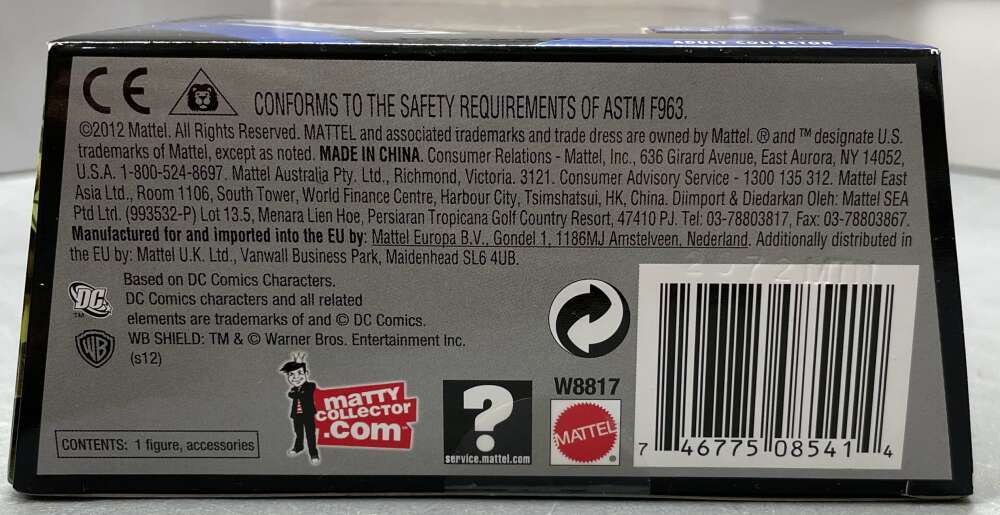 ADULT COLLECTOR
CE
CONFORMS TO THE SAFETY REQUIREMENTS OF ASTM F963.
©2012 Mattel. All Rights Reserved. MATTEL and associated trademarks and trade dress are owned by Mattel. ® and ™ designate U.S.
trademarks of Mattel, except as noted. MADE IN CHINA. Consumer Relations - Mattel, Inc., 636 Girard Avenue, East Aurora, NY 14052,
U.S.A. 1-800-524-8697. Mattel Australia Pty. Ltd., Richmond, Victoria. 3121. Consumer Advisory Service - 1300 135 312. Mattel East
Asia Ltd., Room 1106, South Tower, World Finance Centre, Harbour City, Tsimshatsui, HK, China. Diimport & Diedarkan Oleh: Mattel SEA
Ptd Ltd. (993532-P) Lot 13.5, Menara Lien Hoe, Persiaran Tropicana Golf Country Resort, 47410 PJ. Tel: 03-78803817, Fax: 03-78803867.
Manufactured for and imported into the EU by: Mattel Europa B.V., Gondel 1, 1186MJ Amstelveen, Nederland. Additionally distributed in
the EU by: Mattel U.K. Ltd., Vanwall Business Park, Maidenhead SL6 4UB.
DC
TM
Based on DC Comics Characters.
DC Comics characters and all related
elements are trademarks of and © DC Comics.
WB
WB SHIELD: TM & © Warner Bros. Entertainment Inc.
(s12)
CONTENTS: 1 figure, accessories
maTTY
COLLECTOR
.com
?
service.mattel.com
W8817
MATTEL
7 46775 08541 4